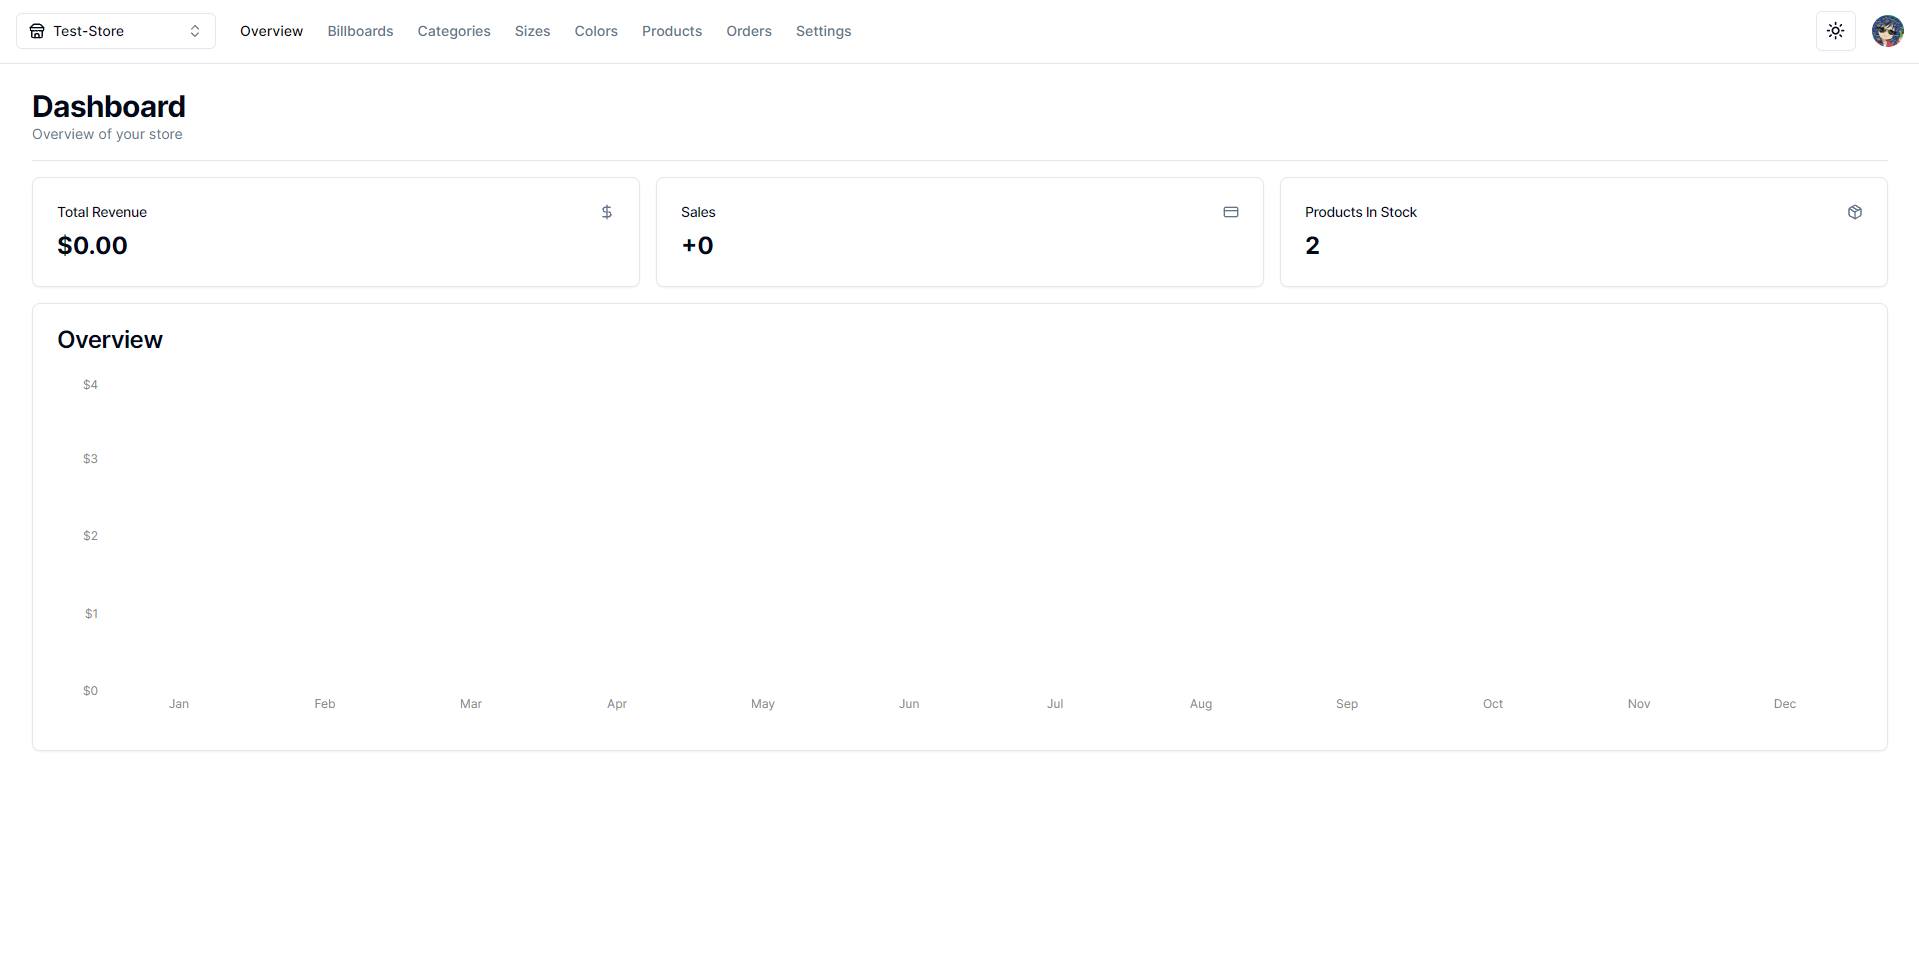 Test-Store Overview Billboards Categories Sizes Colors Products Orders Settings
Dashboard
Overview of your store
Total Revenue
$0.00
Sales
+0
Products In Stock
2
Overview
$4
$3
$2
$1
$0
Jan Feb Mar Apr May Jun Jul Aug Sep Oct Nov Dec